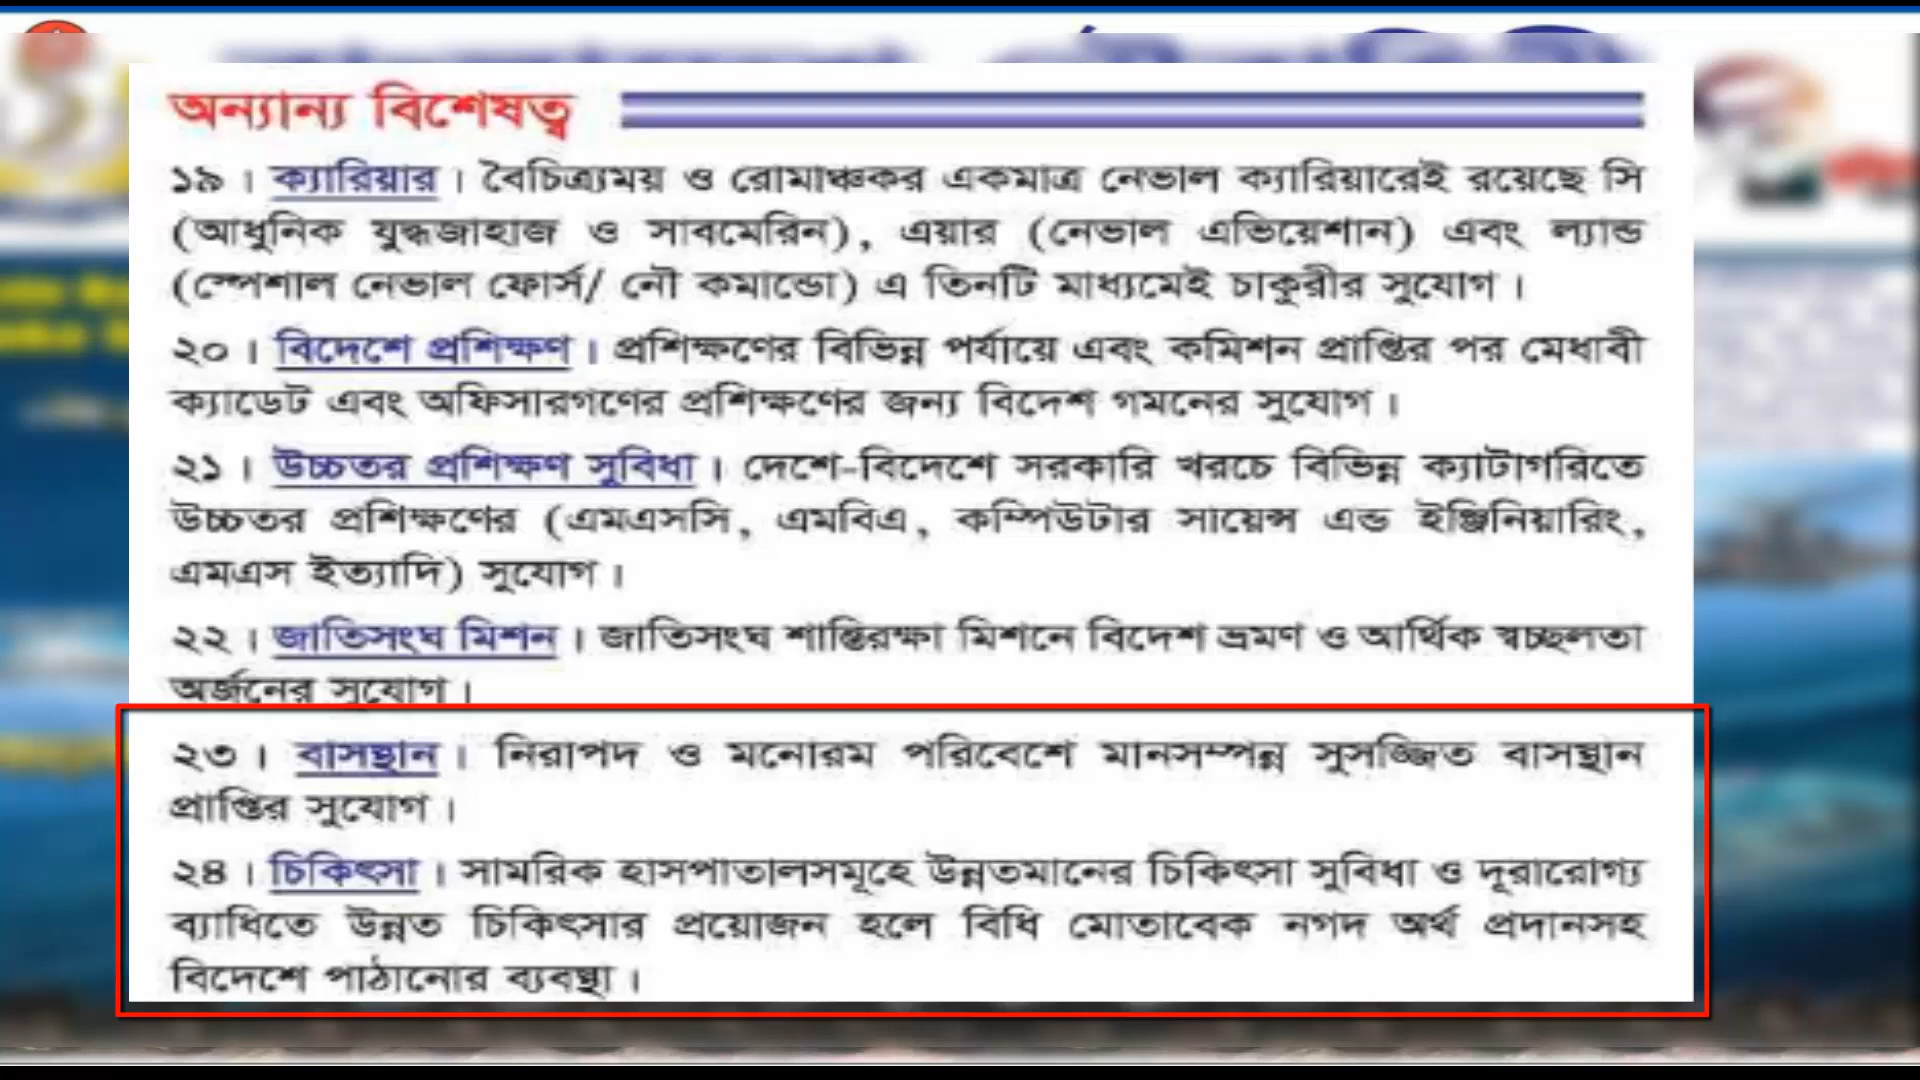 অন্যান্য বিশেষত্ব
১৯। ক্যারিয়ার। বৈচিত্র্যময় ও রোমাঞ্চকর একমাত্র নেভাল ক্যারিয়ারেই রয়েছে সি
(আধুনিক যুদ্ধজাহাজ ও সাবমেরিন), এয়ার (নেভাল এভিয়েশান) এবং ল্যান্ড
(স্পেশাল নেভাল ফোর্স/ নৌ কমান্ডো) এ তিনটি মাধ্যমেই চাকুরীর সুযোগ।
২০। বিদেশে প্রশিক্ষণ। প্রশিক্ষণের বিভিন্ন পর্যায়ে এবং কমিশন প্রাপ্তির পর মেধাবী
ক্যাডেট এবং অফিসারগণের প্রশিক্ষণের জন্য বিদেশ গমনের সুযোগ।
২১। উচ্চতর প্রশিক্ষণ সুবিধা। দেশে-বিদেশে সরকারি খরচে বিভিন্ন ক্যাটাগরিতে
উচ্চতর প্রশিক্ষণের (এমএসসি, এমবিএ, কম্পিউটার সায়েন্স এন্ড ইঞ্জিনিয়ারিং,
এমএস ইত্যাদি) সুযোগ।
২২। জাতিসংঘ মিশন। জাতিসংঘ শান্তিরক্ষা মিশনে বিদেশ ভ্রমণ ও আর্থিক স্বচ্ছলতা
অর্জনের সুযোগ।
২৩। বাসস্থান। নিরাপদ ও মনোরম পরিবেশে মানসম্পন্ন সুসজ্জিত বাসস্থান
প্রাপ্তির সুযোগ।
২৪। চিকিৎসা। সামরিক হাসপাতালসমূহে উন্নতমানের চিকিৎসা সুবিধা ও দূরারোগ্য
ব্যাধিতে উন্নত চিকিৎসার প্রয়োজন হলে বিধি মোতাবেক নগদ অর্থ প্রদানসহ
বিদেশে পাঠানোর ব্যবস্থা।